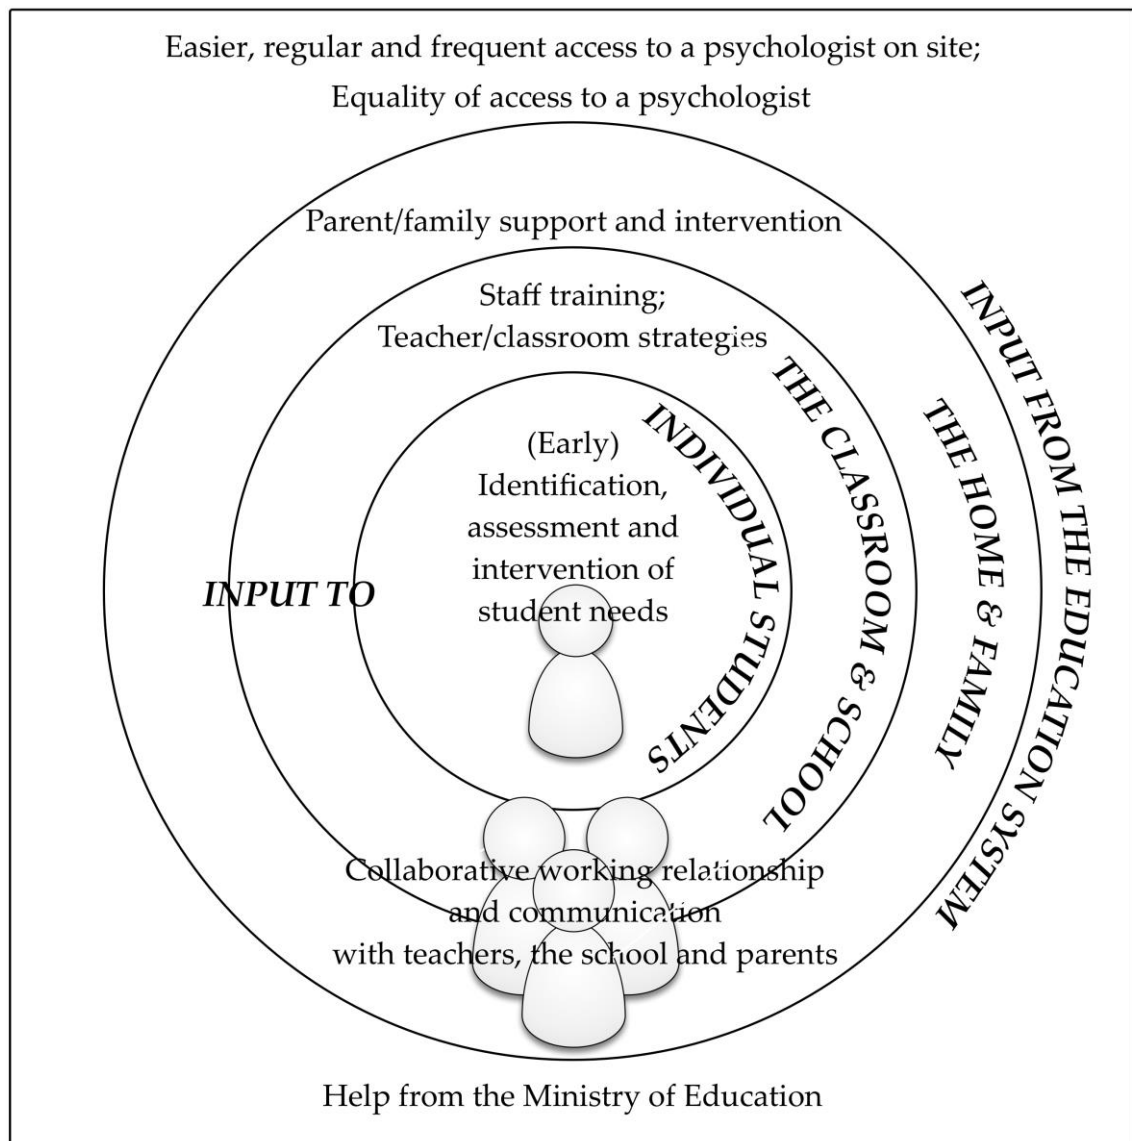 Easier, regular and frequent access to a psychologist on site;
Equality of access to a psychologist
Parent/family support and intervention
Staff training;
Teacher/classroom strategies
(Early)
Identification,
assessment and
intervention of
student needs
INPUT TO
INDIVIDUAL STUDENTS
THE CLASSROOM & SCHOOL
THE HOME & FAMILY
INPUT FROM THE EDUCATION SYSTEM
Collaborative working relationship
and communication
with teachers, the school and parents
Help from the Ministry of Education